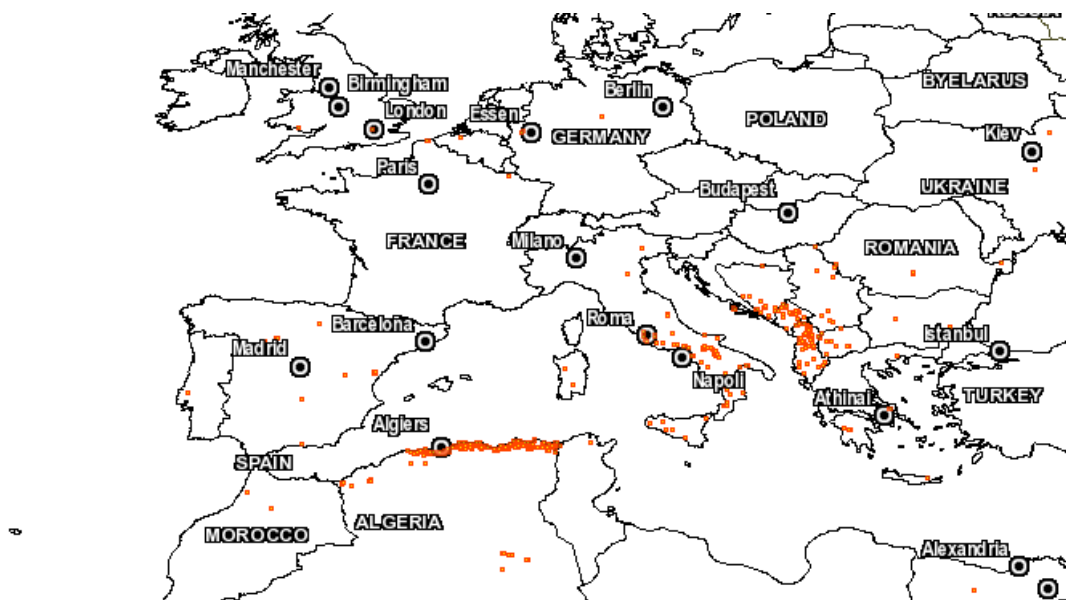 RUSSIA
Manchester
Birmingham
BYELARUS
Berlin
London
Essen
POLAND
GERMANY
Kiev
Paris
Budapest
UKRAINE
FRANCE
Milano
ROMANIA
Barcelona
Roma
Istanbul
Madrid
Napoli
Athinai
TURKEY
Algiers
SPAIN
ALGERIA
MOROCCO
Alexandria